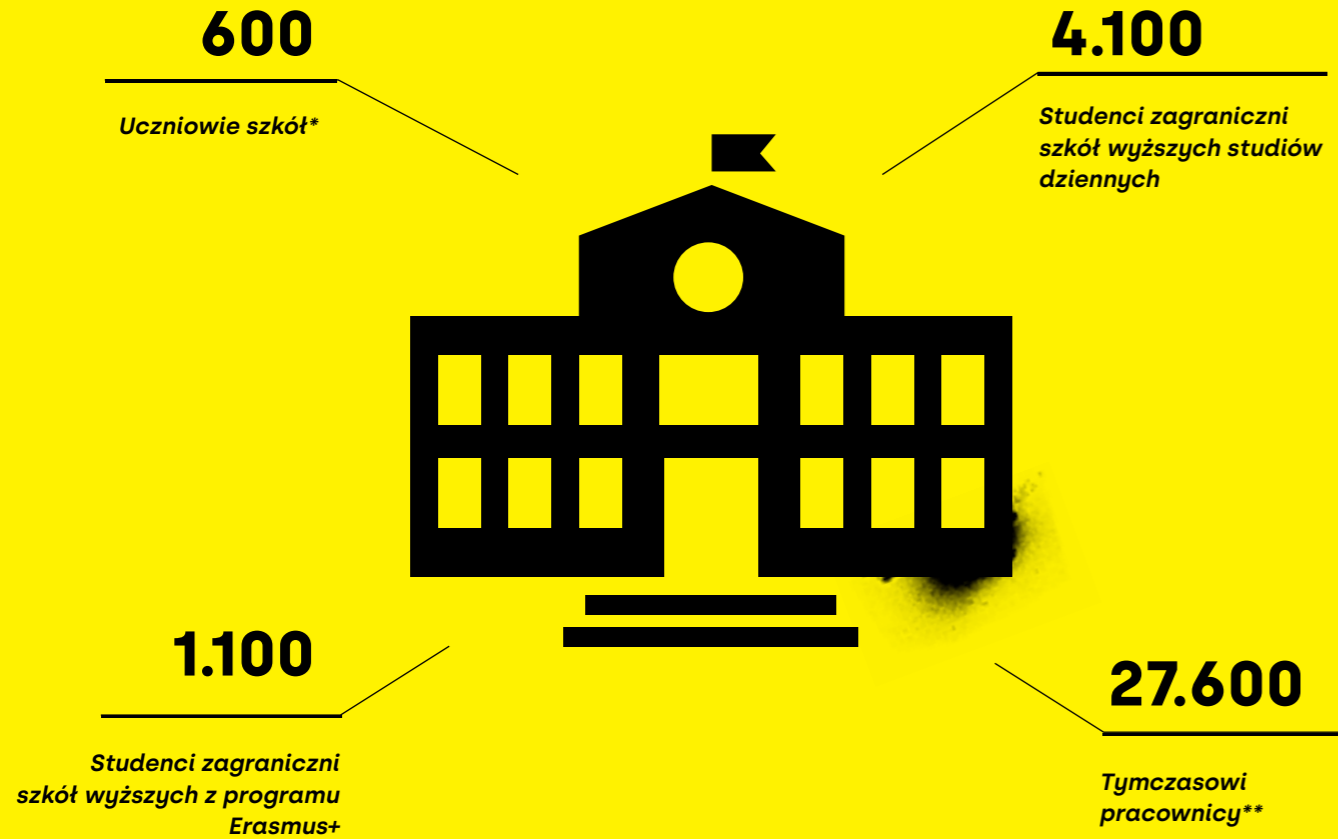 600
Uczniowie szkół*
4.100
Studenci zagraniczni
szkół wyższych studiów
dziennych
1.100
Studenci zagraniczni
szkół wyższych z programu
Erasmus+
27.600
Tymczasowi
pracownicy**